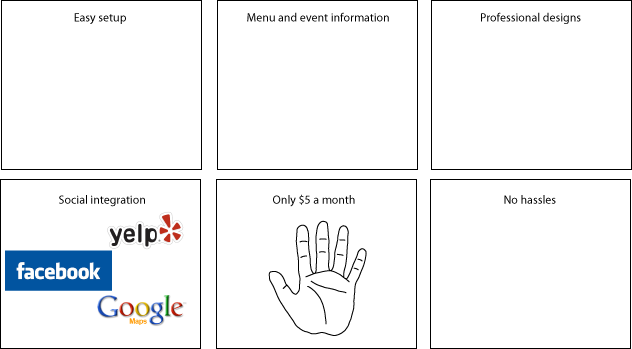 Easy setup
Menu and event information
Professional designs
Social integration
yelp
facebook
Google
Maps
Only $5 a month
No hassles